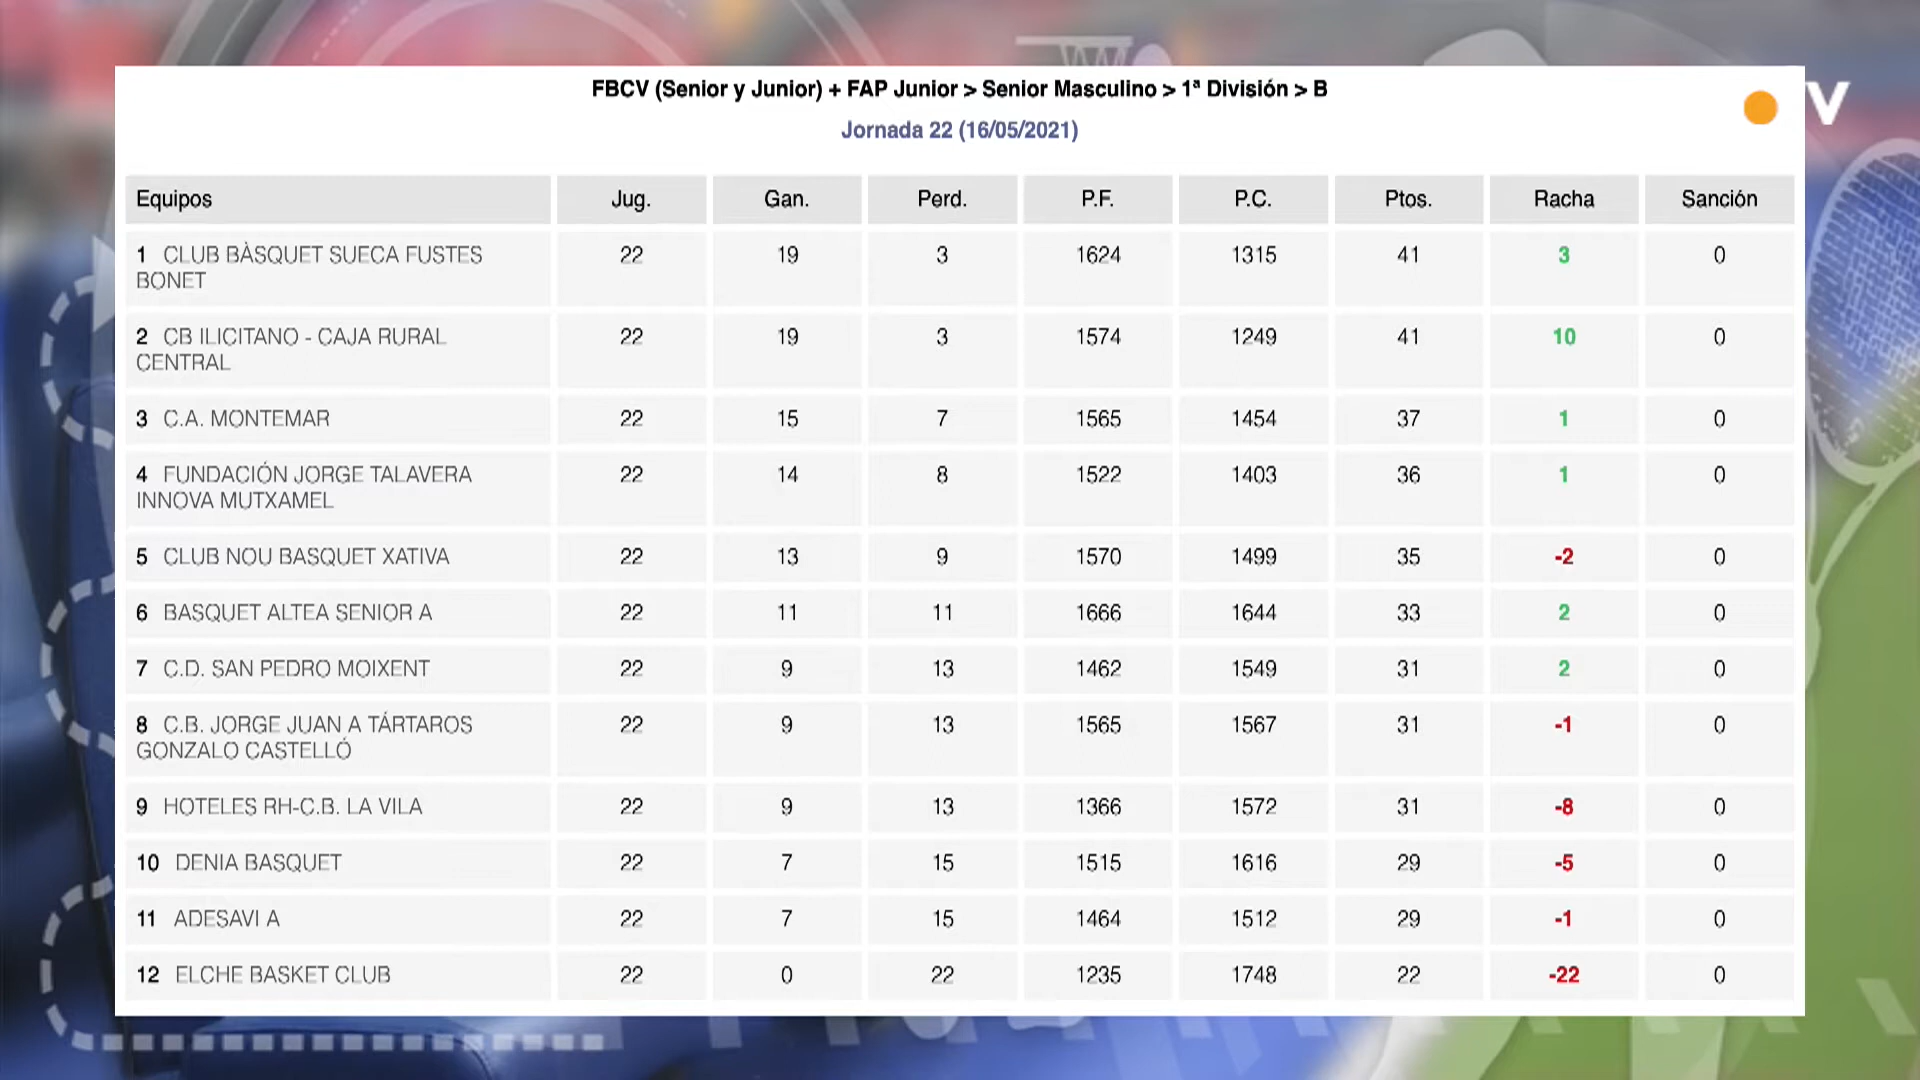 FBCV (Senior y Junior) + FAP Junior > Senior Masculino > 1ª División > B
Jornada 22 (16/05/2021)
V
Equipos Jug. Gan. Perd. P.F. P.C. Ptos. Racha Sanción
1 CLUB BÀSQUET SUECA FUSTES BONET 22 19 3 1624 1315 41 3 0
2 CB ILICITANO - CAJA RURAL CENTRAL 22 19 3 1574 1249 41 10 0
3 C.A. MONTEMAR 22 15 7 1565 1454 37 1 0
4 FUNDACIÓN JORGE TALAVERA INNOVA MUTXAMEL 22 14 8 1522 1403 36 1 0
5 CLUB NOU BASQUET XATIVA 22 13 9 1570 1499 35 -2 0
6 BASQUET ALTEA SENIOR A 22 11 11 1666 1644 33 2 0
7 C.D. SAN PEDRO MOIXENT 22 9 13 1462 1549 31 2 0
8 C.B. JORGE JUAN A TÁRTAROS GONZALO CASTELLÓ 22 9 13 1565 1567 31 -1 0
9 HOTELES RH-C.B. LA VILA 22 9 13 1366 1572 31 -8 0
10 DENIA BASQUET 22 7 15 1515 1616 29 -5 0
11 ADESAVI A 22 7 15 1464 1512 29 -1 0
12 ELCHE BASKET CLUB 22 0 22 1235 1748 22 -22 0